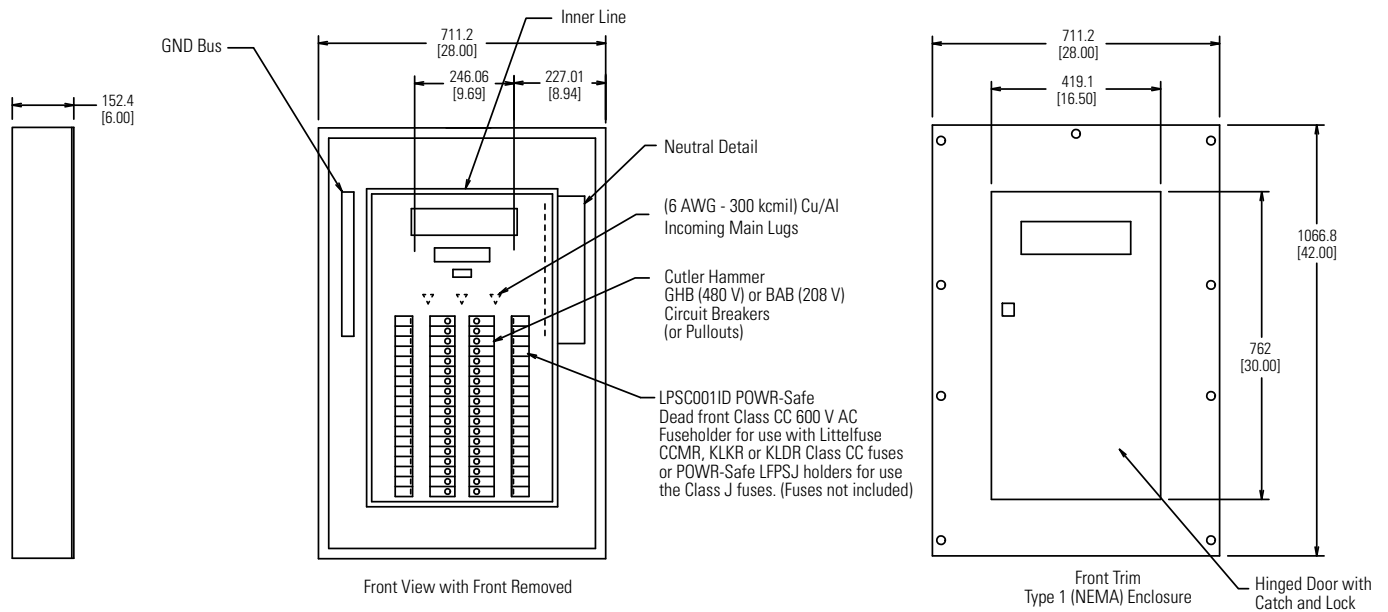 152.4
[6.00]
GND Bus
Inner Line
711.2
[28.00]
246.06
[9.69]
227.01
[8.94]
Neutral Detail
(6 AWG - 300 kcmil) Cu/Al
Incoming Main Lugs
Cutler Hammer
GHB (480 V) or BAB (208 V)
Circuit Breakers
(or Pullouts)
LPSC001ID POWR-Safe
Dead front Class CC 600 V AC
Fuseholder for use with Littelfuse
CCMR, KLKR or KLDR Class CC fuses
or POWR-Safe LFPSJ holders for use
the Class J fuses. (Fuses not included)
Front View with Front Removed
711.2
[28.00]
419.1
[16.50]
1066.8
[42.00]
762
[30.00]
Front Trim
Type 1 (NEMA) Enclosure
Hinged Door with
Catch and Lock